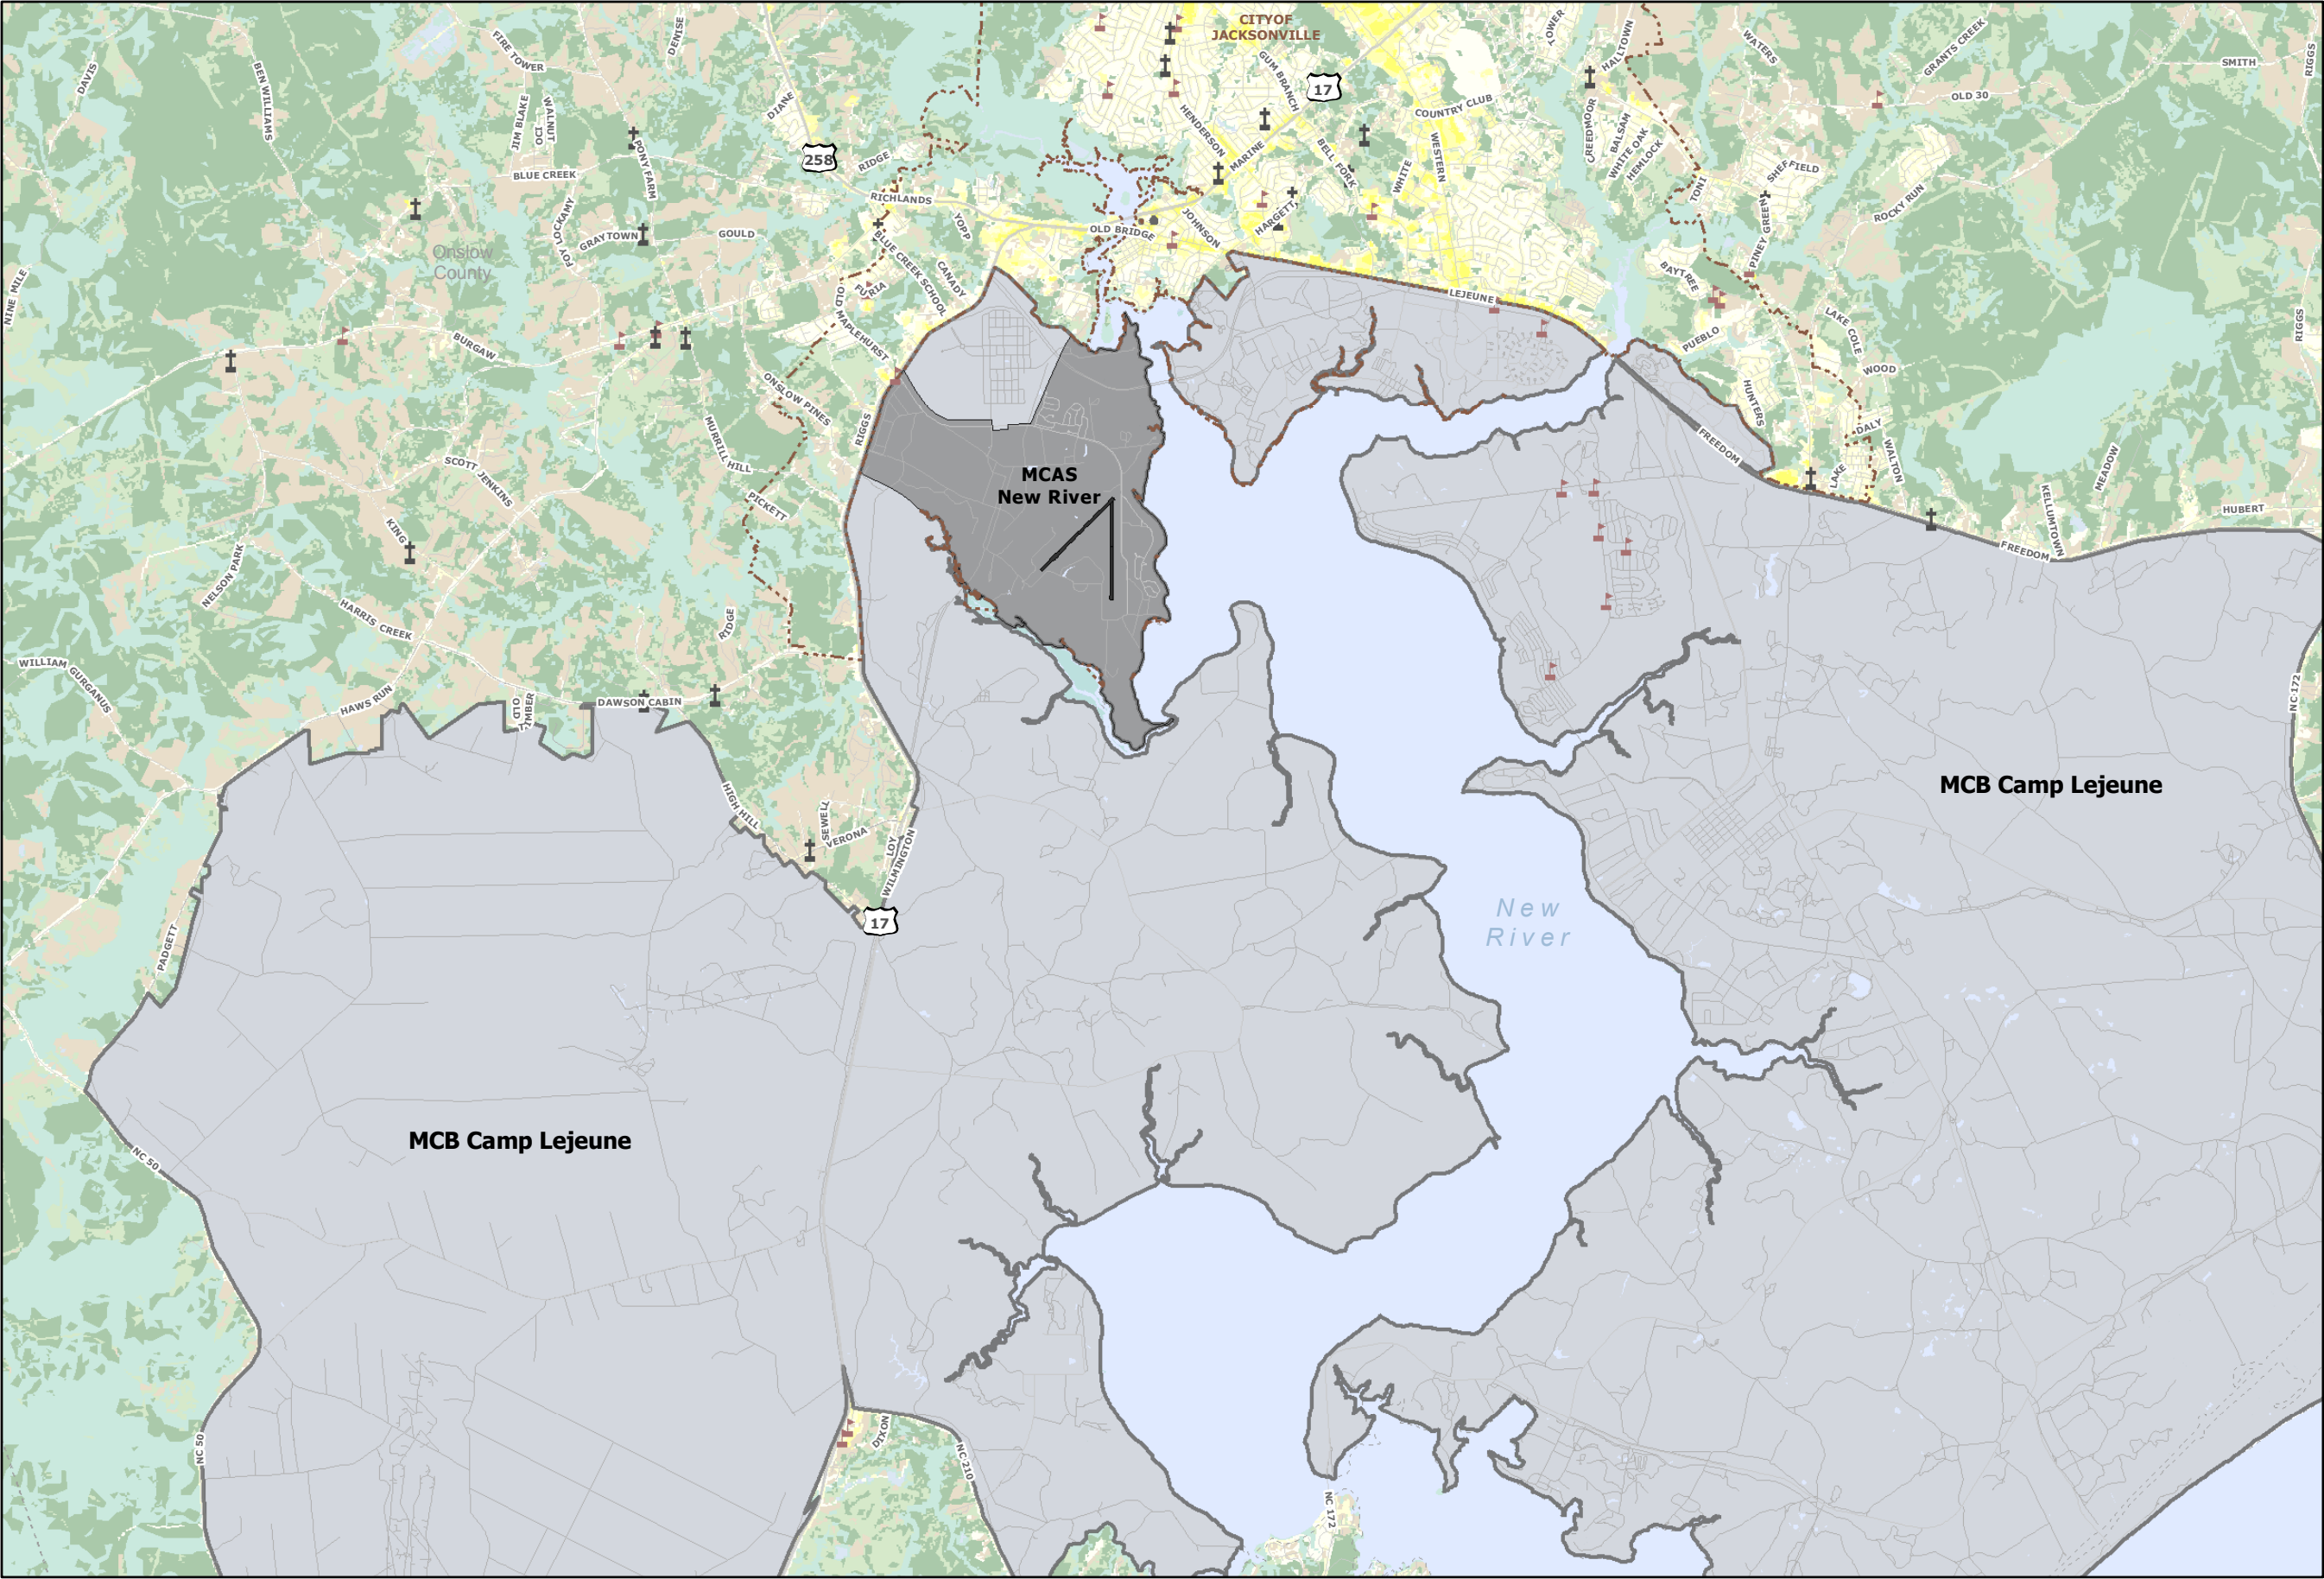 CITYOF
JACKSONVILLE
DAVIS
BEN WILLIAMS
FIRE TOWER
DENISE
DIANE
JIM BLAKE
WALNUT
ICO
PONY FARM
BLUE CREEK
258
RIDGE
RICHLANDS
YOPP
GUM BRANCH
17
HENDERSON
MARINE
BELL FORK
COUNTRY CLUB
WESTERN
WHITE
HARGETT
JOHNSON
OLD BRIDGE
TOWER
HALLTOWN
WATERS
GRANTS CREEK
SMITH
RIGGS
OLD 30
CREEDMOR
BALSAM
WHITE OAK
HEMLOCK
SHEFFIELD
TONI
PINEY GREEN
ROCKY RUN
Onslow
County
FOY LOCKAMY
GRAYTOWN
GOULD
BLUE CREEK SCHOOL
CANADY
FURIA
OLD MAPLEHURST
NINE MILE
BURGAW
LEJEUNE
BAYTREE
PUEBLO
LAKE COLE
WOOD
RIGGS
HUNTERS
DALY
WALTON
LAKE
MEADOW
KELLUMTOWN
HUBERT
FREEDOM
FREEDOM
ONSLOW PINES
RIGGS
MURRILL HILL
PICKETT
SCOTT JENKINS
KING
NELSON PARK
HARRIS CREEK
RIDGE
MCAS
New River
WILLIAM GURGANUS
HAWS RUN
OLD TIMBER
DAWSON CABIN
NC 172
HIGH HILL
SEWELL
VERONA
LOY
WILMINGTON
17
MCB Camp Lejeune
New
River
PADGETT
MCB Camp Lejeune
NC 50
NC 50
DIXON
NC 210
NC 172